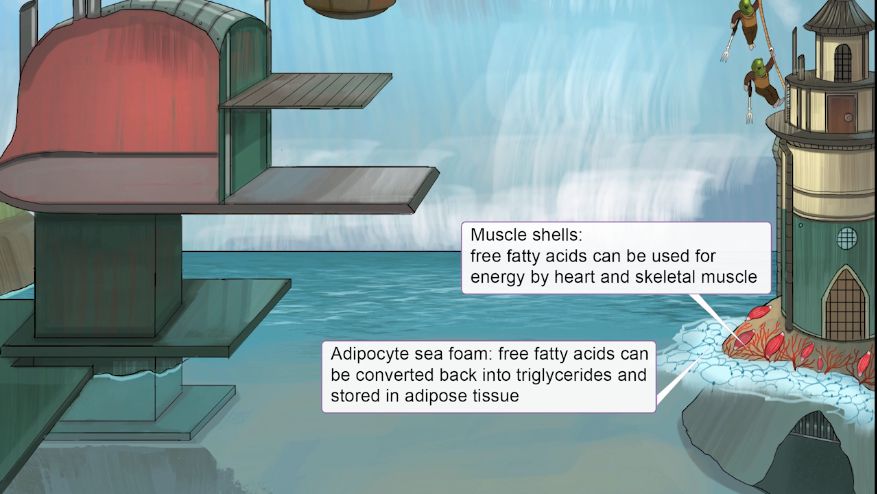 Muscle shells:
free fatty acids can be used for
energy by heart and skeletal muscle
Adipocyte sea foam: free fatty acids can
be converted back into triglycerides and
stored in adipose tissue